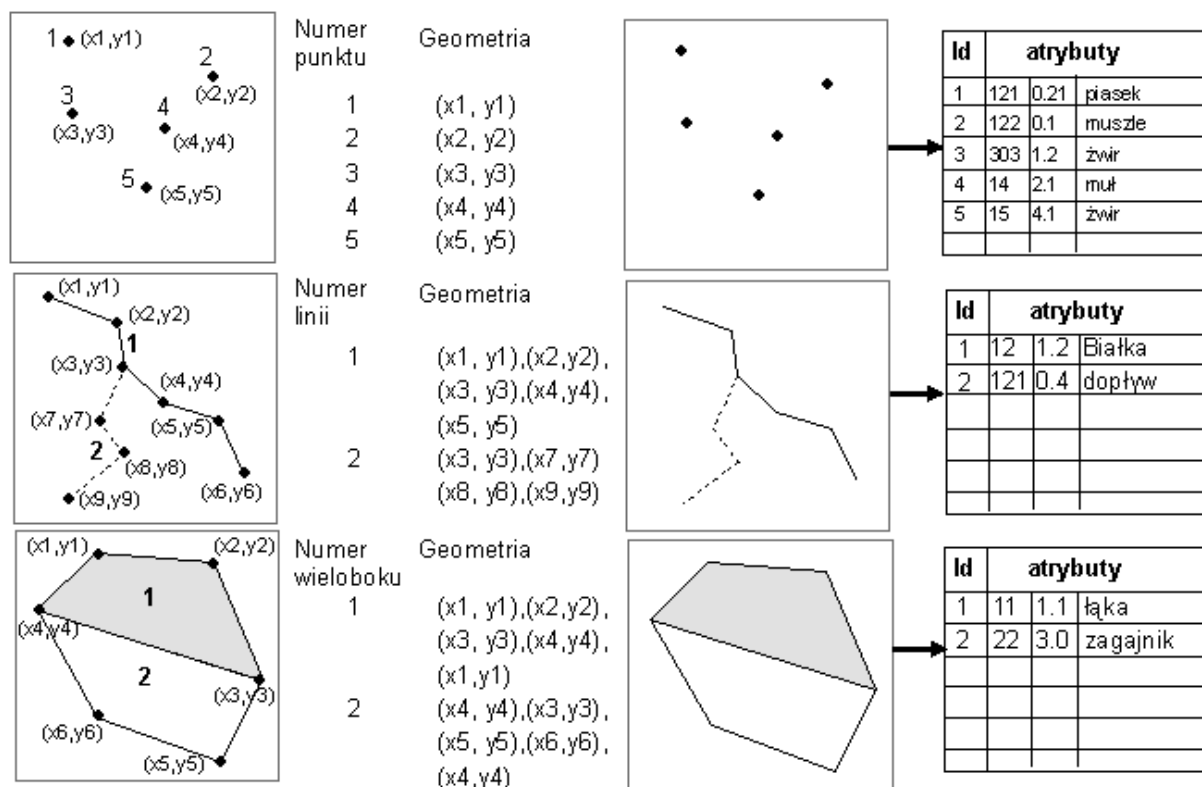 1 (x1,y1)
2
(x2,y2)
3
(x3,y3)
4
(x4,y4)
5 (x5,y5)
Numer punktu Geometria
1 (x1, y1)
2 (x2, y2)
3 (x3, y3)
4 (x4, y4)
5 (x5, y5)
Id atrybuty
1 121 0.21 piasek
2 122 0.1 muszle
3 303 1.2 żwir
4 14 2.1 muł
5 15 4.1 żwir
(x1,y1)
(x2,y2)
1
(x3,y3)
(x4,y4)
(x7,y7)
(x5,y5)
2
(x8,y8)
(x6,y6)
(x9,y9)
Numer linii Geometria
1 (x1, y1),(x2,y2),
(x3, y3),(x4,y4),
(x5, y5)
2 (x3, y3),(x7,y7)
(x8, y8),(x9,y9)
Id atrybuty
1 12 1.2 Białka
2 121 0.4 dopływ
(x1,y1)
(x2,y2)
1
(x4,y4)
2
(x3,y3)
(x6,y6)
(x5,y5)
Numer wieloboku Geometria
1 (x1, y1),(x2,y2),
(x3, y3),(x4,y4),
(x1,y1)
2 (x4, y4),(x3,y3),
(x5, y5),(x6,y6),
(x4,y4)
Id atrybuty
1 11 1.1 łąka
2 22 3.0 zagajnik